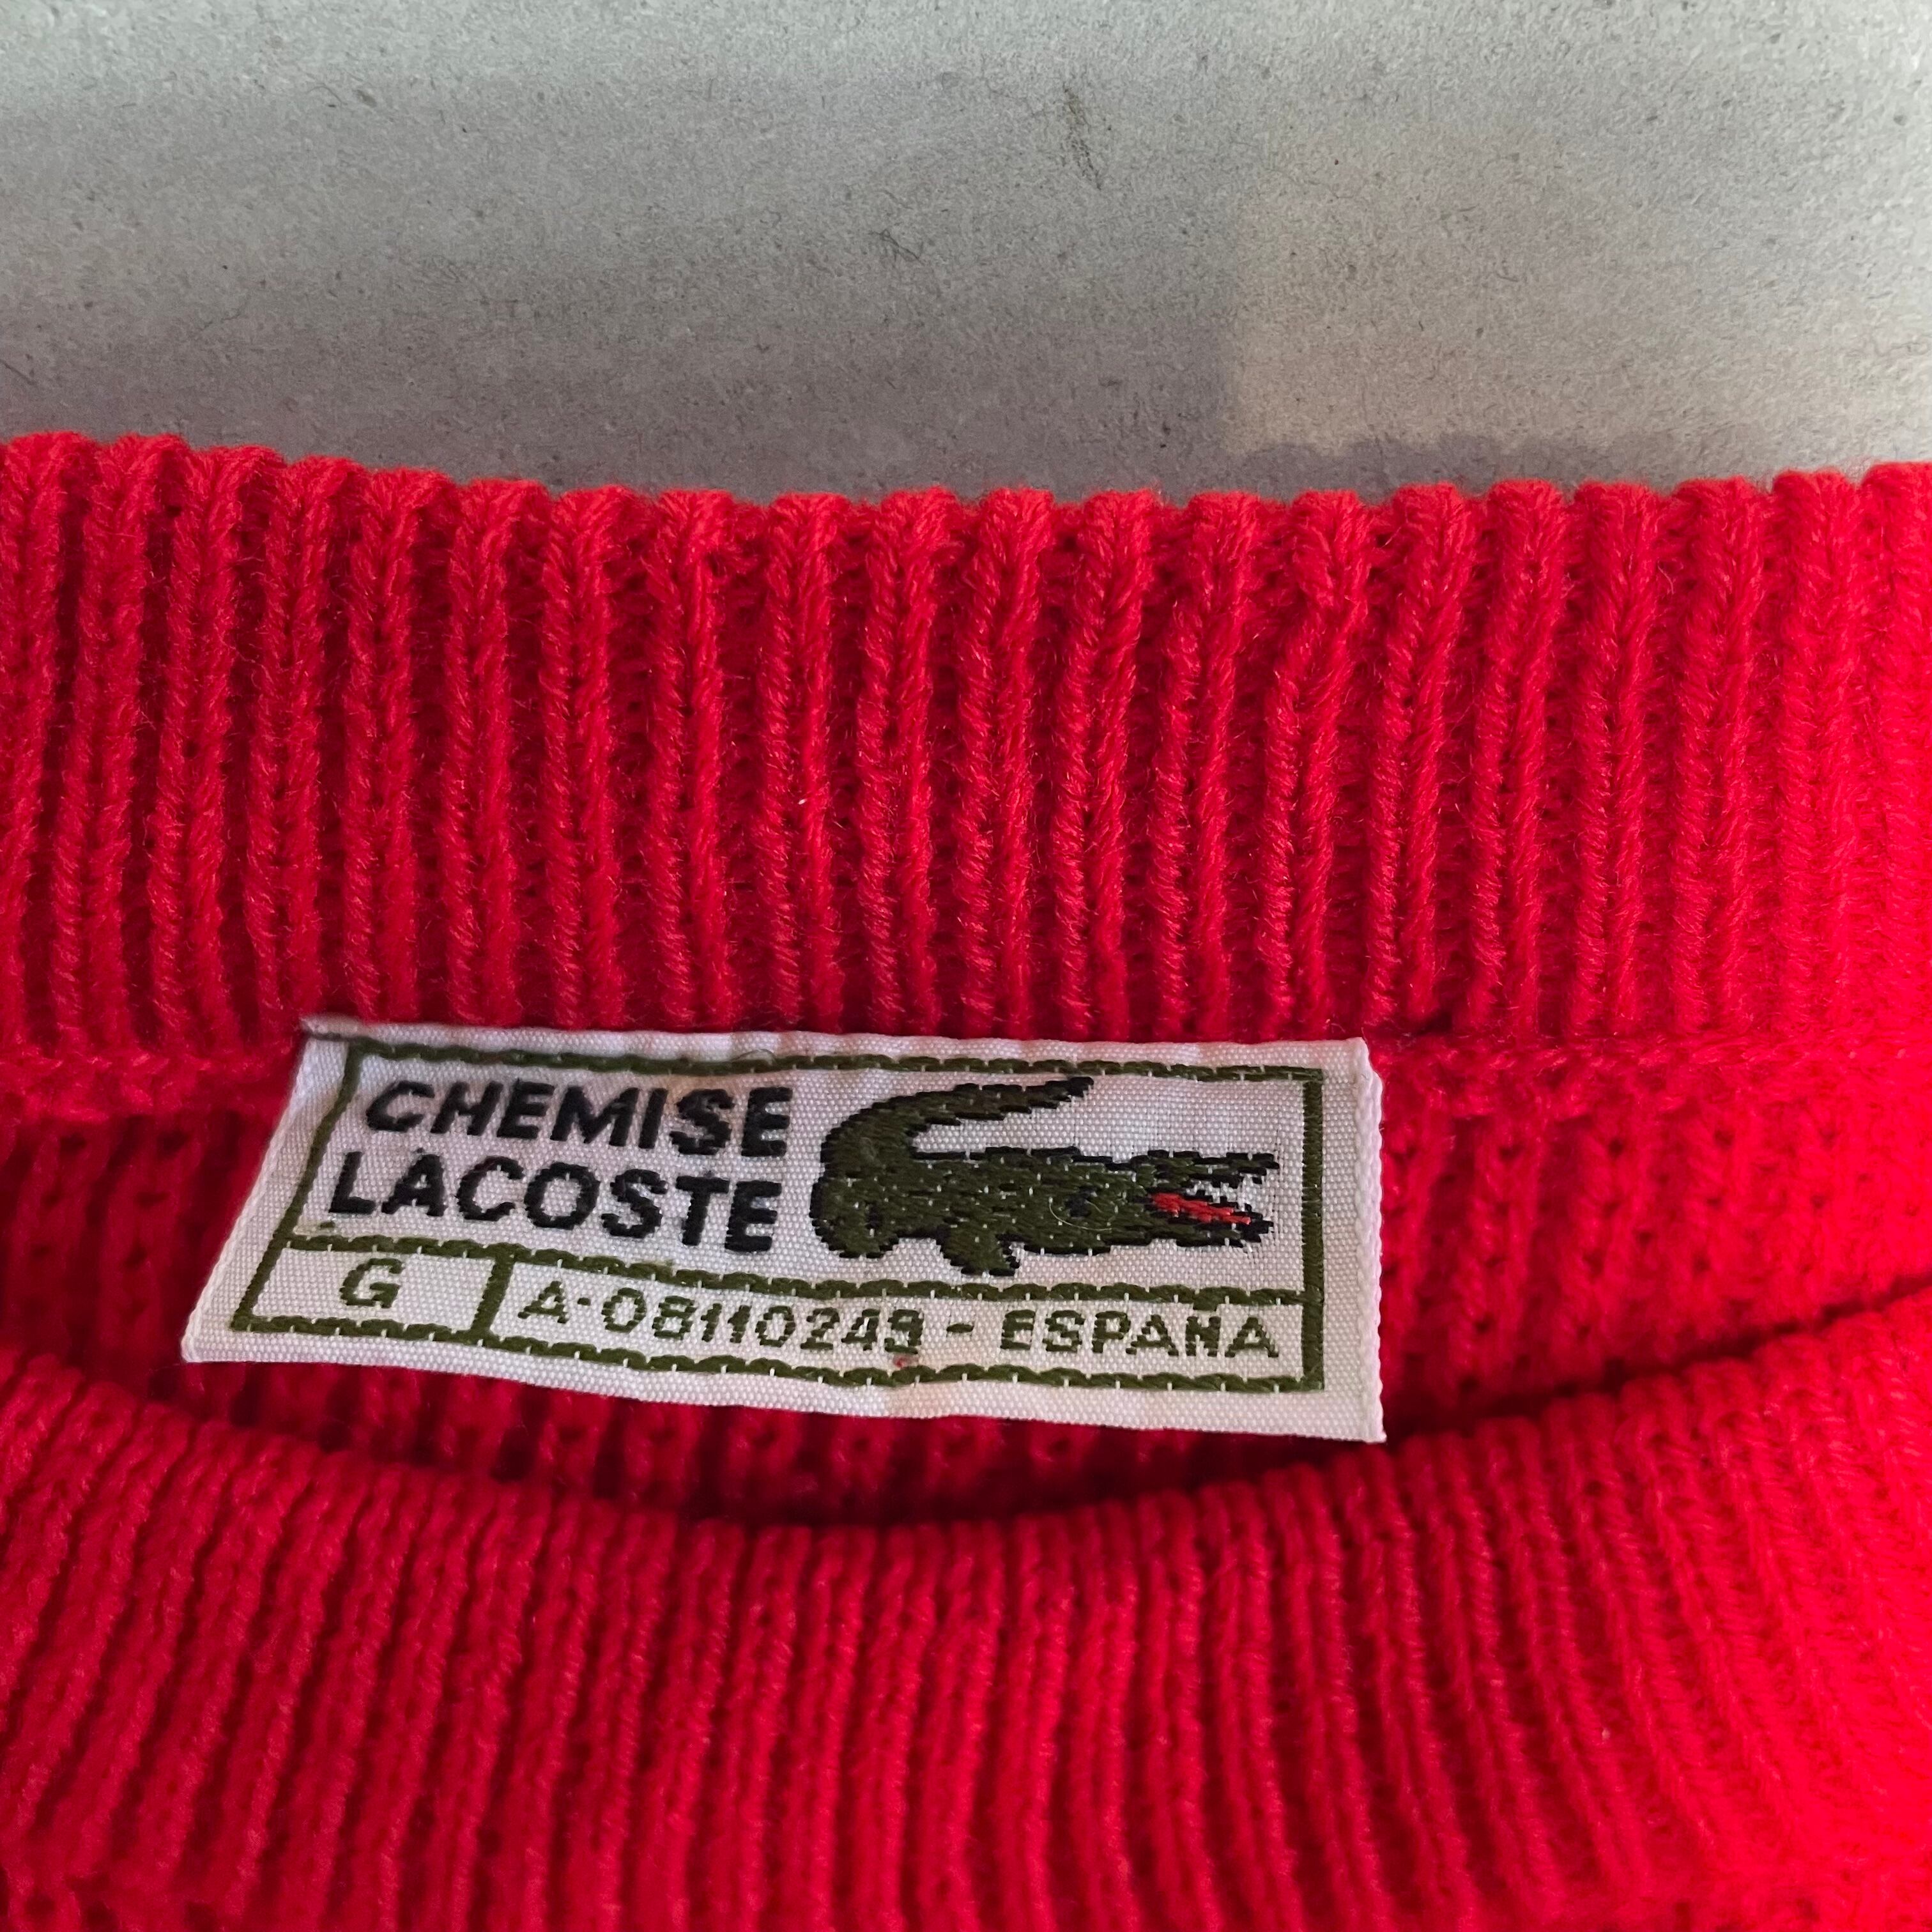 CHEMISE
LACOSTE
G
A-08110249 - ESPAÑA